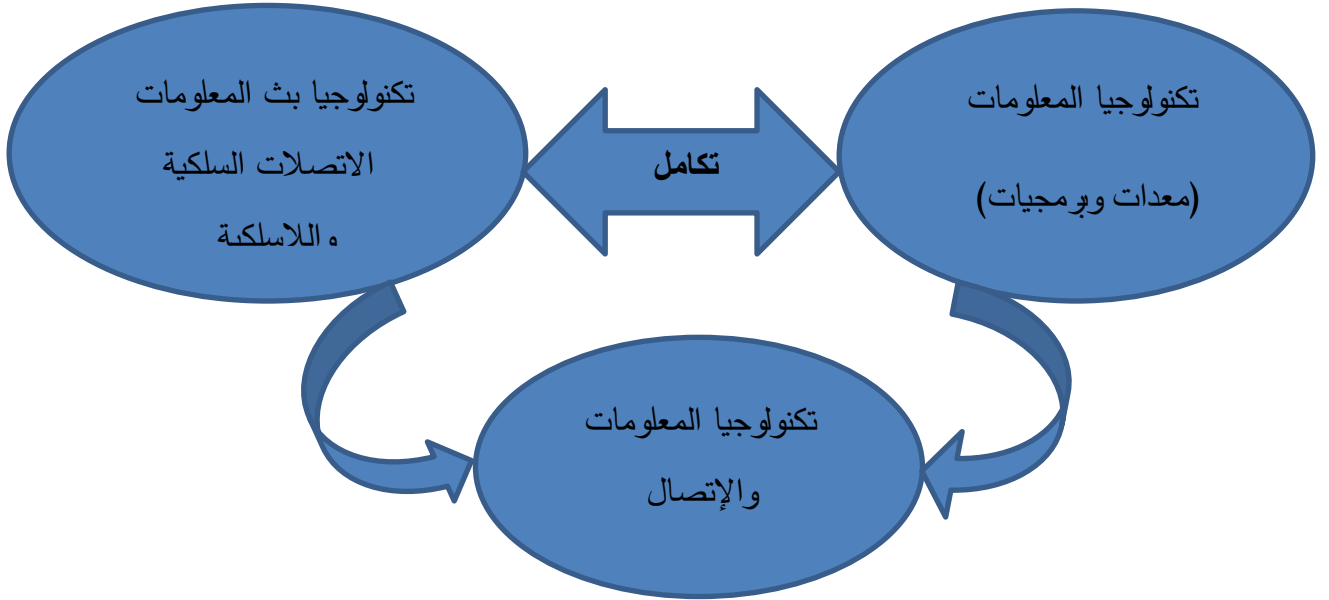 تكنولوجيا المعلومات
(معدات وبرمجيات)
تكامل
تكنولوجيا بث المعلومات
الاتصلات السلكية
واللاسلكية
تكنولوجيا المعلومات
والإتصال